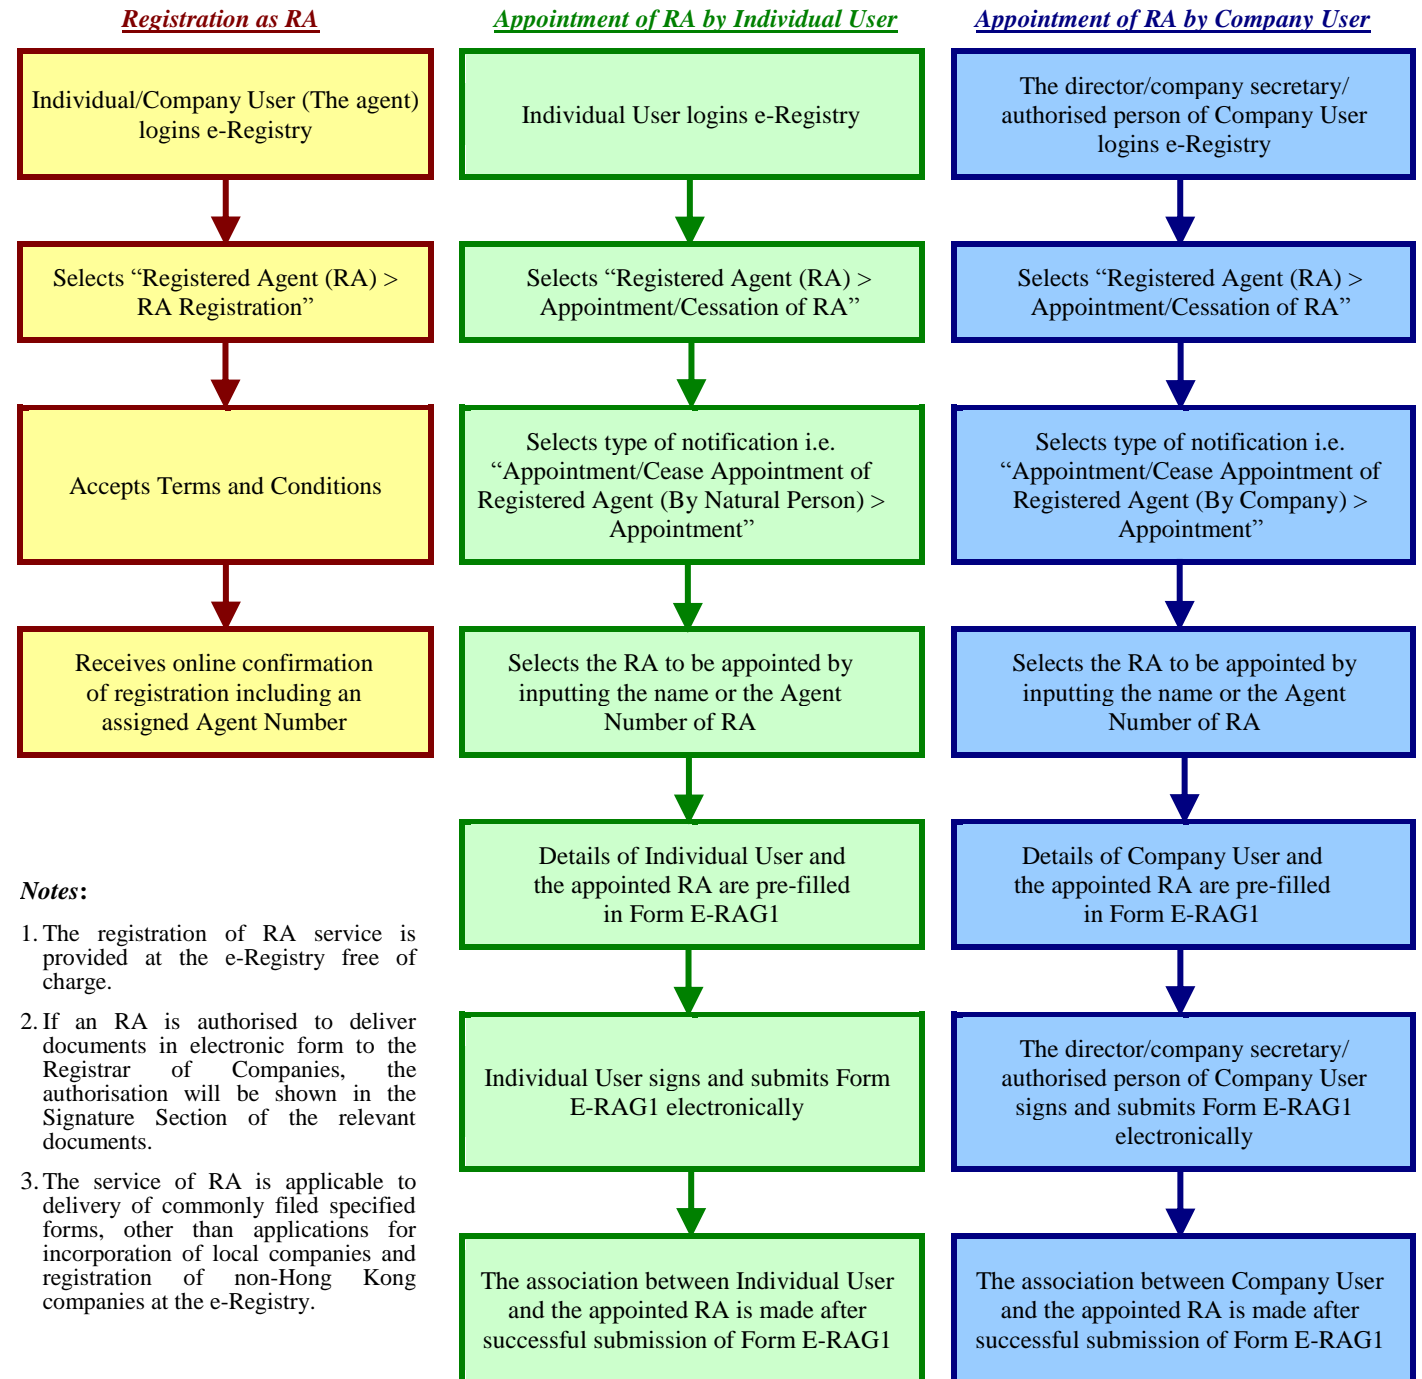 Registration as RA
Individual/Company User (The agent)
logins e-Registry
Selects “Registered Agent (RA) >
RA Registration”
Accepts Terms and Conditions
Receives online confirmation
of registration including an
assigned Agent Number
Notes:
1. The registration of RA service is
provided at the e-Registry free of
charge.
2. If an RA is authorised to deliver
documents in electronic form to the
Registrar of Companies, the
authorisation will be shown in the
Signature Section of the relevant
documents.
3. The service of RA is applicable to
delivery of commonly filed specified
forms, other than applications for
incorporation of local companies and
registration of non-Hong Kong
companies at the e-Registry.
Appointment of RA by Individual User
Individual User logins e-Registry
Selects “Registered Agent (RA) >
Appointment/Cessation of RA”
Selects type of notification i.e.
“Appointment/Cease Appointment of
Registered Agent (By Natural Person) >
Appointment”
Selects the RA to be appointed by
inputting the name or the Agent
Number of RA
Details of Individual User and
the appointed RA are pre-filled
in Form E-RAG1
Individual User signs and submits Form
E-RAG1 electronically
The association between Individual User
and the appointed RA is made after
successful submission of Form E-RAG1
Appointment of RA by Company User
The director/company secretary/
authorised person of Company User
logins e-Registry
Selects “Registered Agent (RA) >
Appointment/Cessation of RA”
Selects type of notification i.e.
“Appointment/Cease Appointment of
Registered Agent (By Company) >
Appointment”
Selects the RA to be appointed by
inputting the name or the Agent
Number of RA
Details of Company User and
the appointed RA are pre-filled
in Form E-RAG1
The director/company secretary/
authorised person of Company User
signs and submits Form E-RAG1
electronically
The association between Company User
and the appointed RA is made after
successful submission of Form E-RAG1